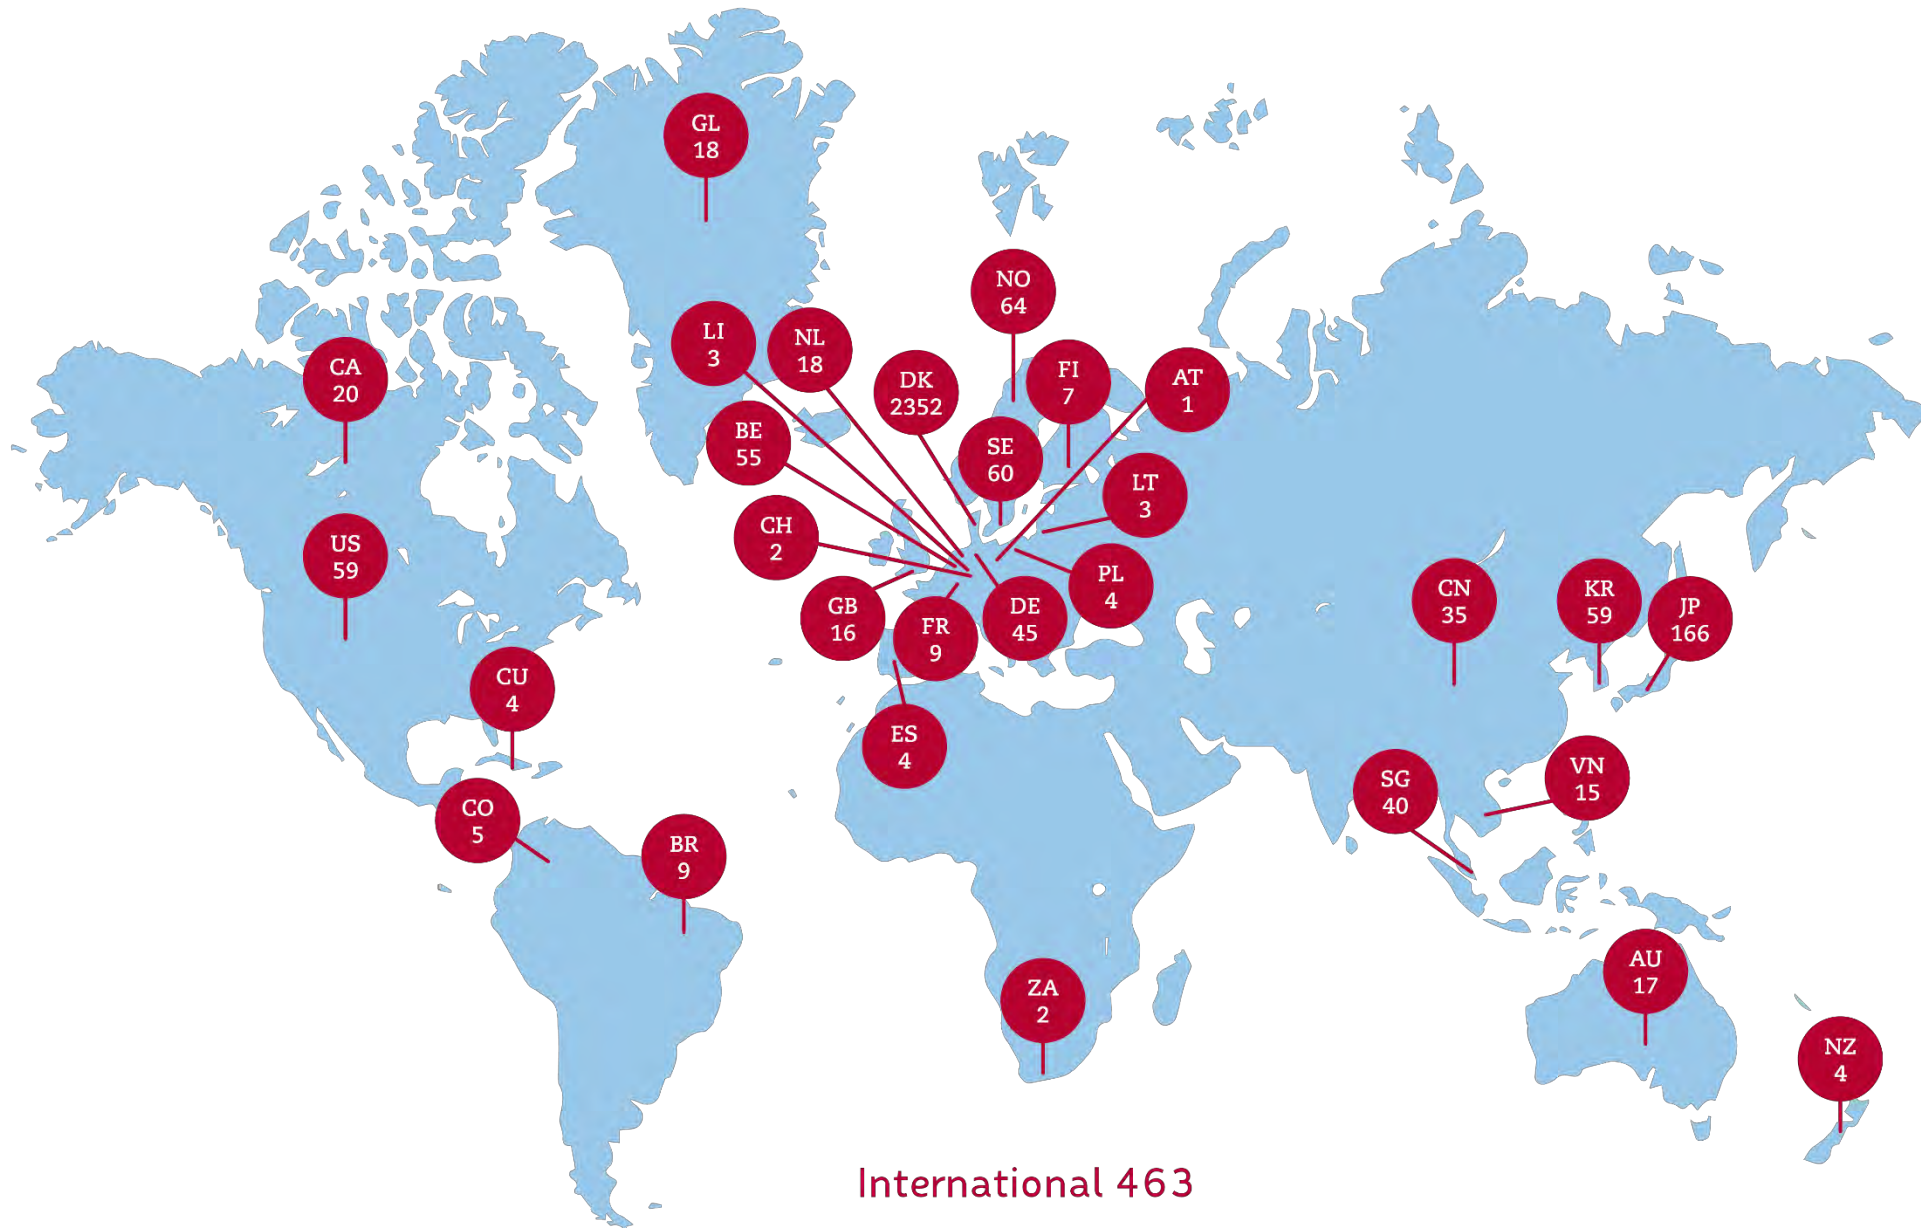 GL
18
NO
64
LI
3
NL
18
CA
20
DK
2352
FI
7
AT
1
BE
55
SE
60
LT
3
CH
2
US
59
GB
16
FR
9
DE
45
PL
4
CN
35
KR
59
JP
166
CU
4
ES
4
SG
40
VN
15
CO
5
BR
9
ZA
2
AU
17
NZ
4
International 463